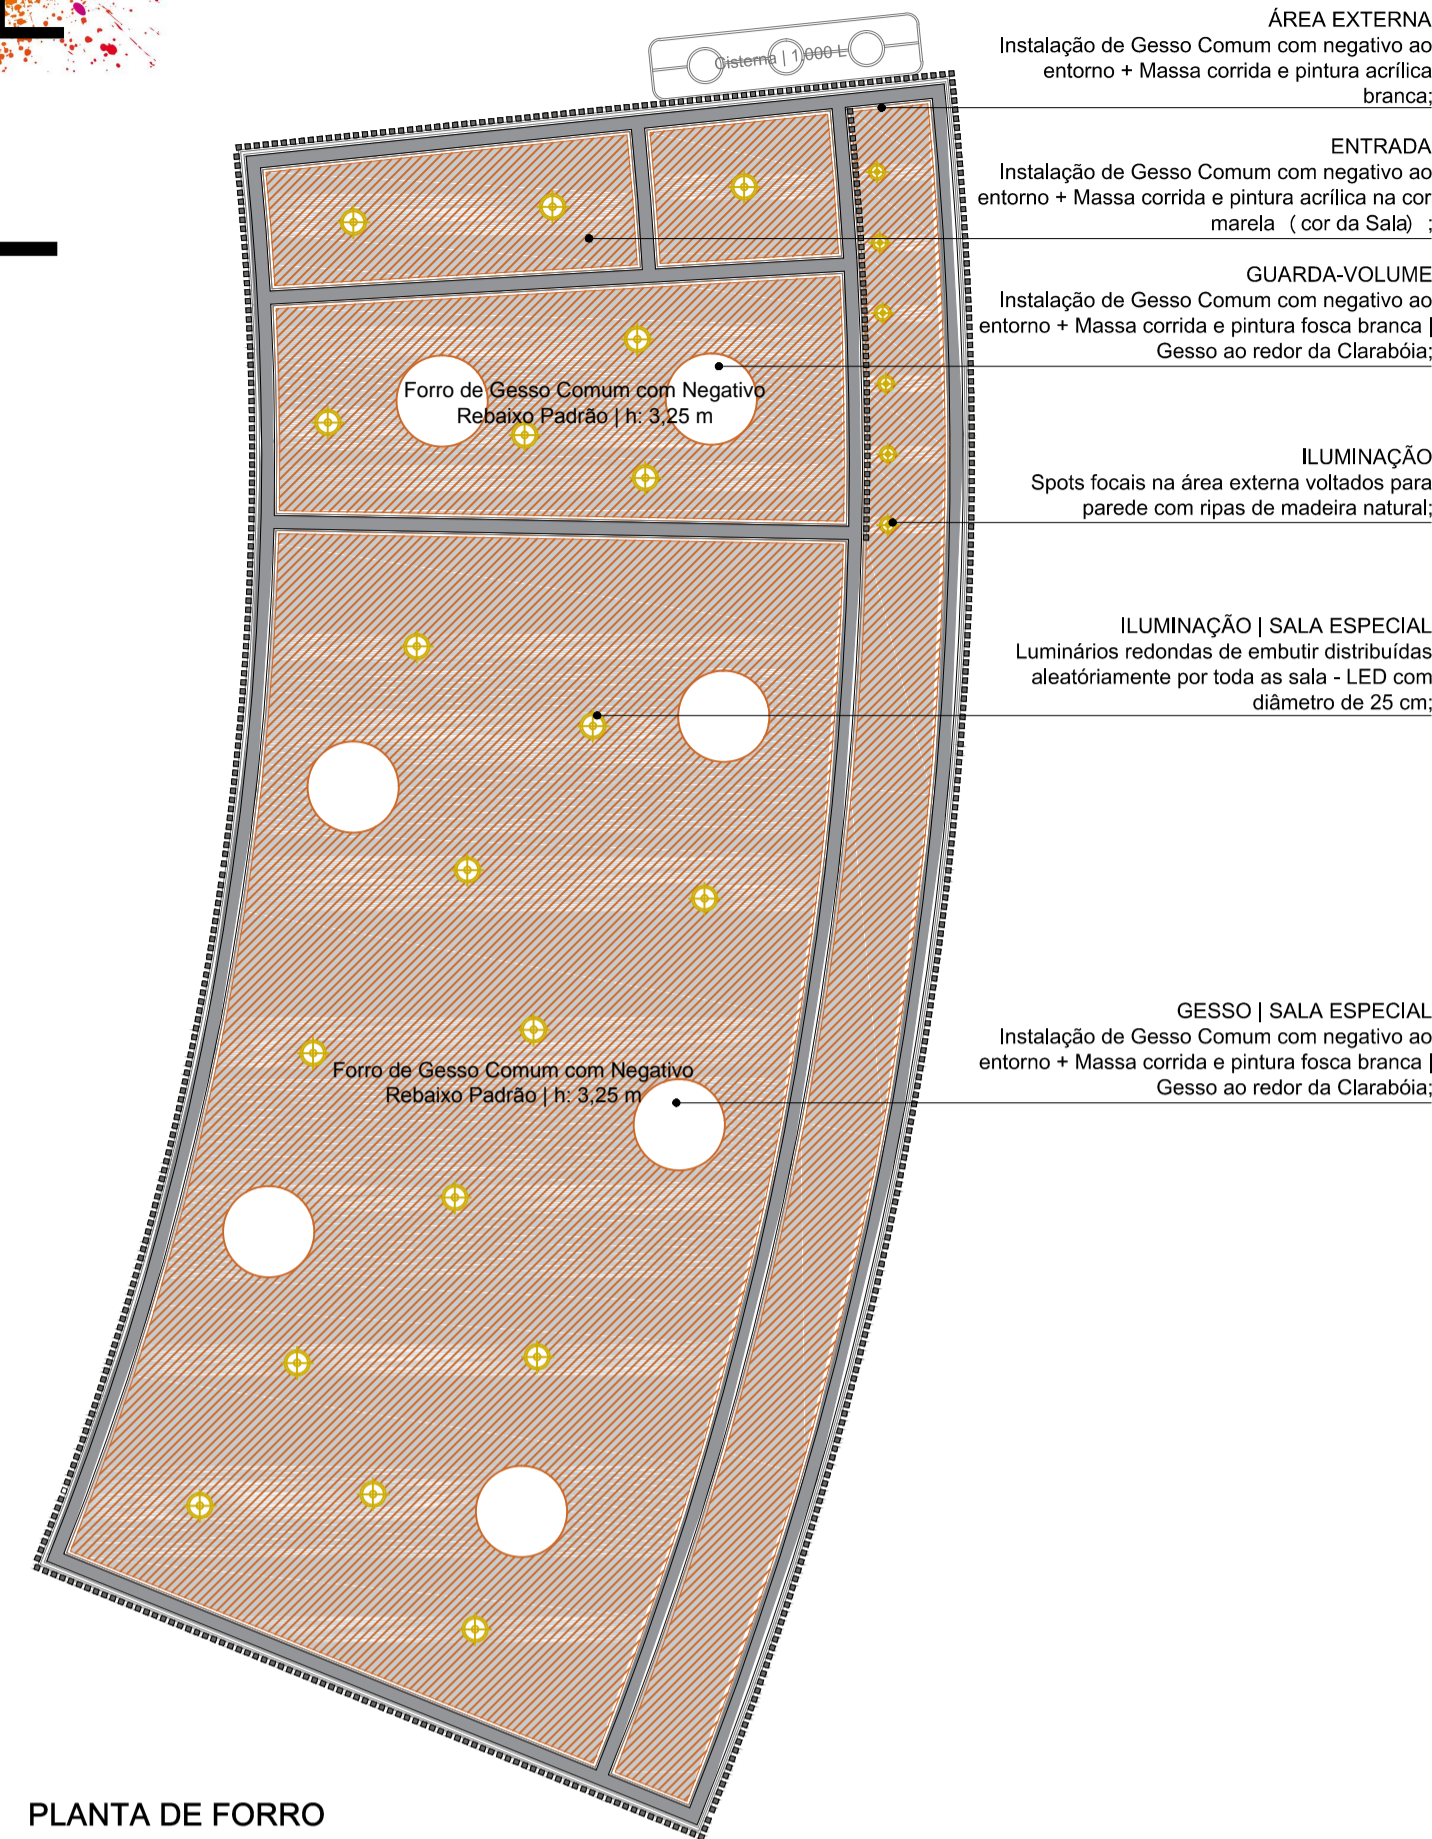 Cisterna | 1.000 L
ÁREA EXTERNA
Instalação de Gesso Comum com negativo ao
entorno + Massa corrida e pintura acrílica
branca;
ENTRADA
Instalação de Gesso Comum com negativo ao
entorno + Massa corrida e pintura acrílica na cor
marela ( cor da Sala) ;
GUARDA-VOLUME
Instalação de Gesso Comum com negativo ao
entorno + Massa corrida e pintura fosca branca |
Gesso ao redor da Clarabóia;
Forro de Gesso Comum com Negativo
Rebaixo Padrão | h: 3,25 m
ILUMINAÇÃO
Spots focais na área externa voltados para
parede com ripas de madeira natural;
ILUMINAÇÃO | SALA ESPECIAL
Luminários redondas de embutir distribuídas
aleatóriamente por toda as sala - LED com
diâmetro de 25 cm;
GESSO | SALA ESPECIAL
Instalação de Gesso Comum com negativo ao
entorno + Massa corrida e pintura fosca branca |
Gesso ao redor da Clarabóia;
Forro de Gesso Comum com Negativo
Rebaixo Padrão | h: 3,25 m
PLANTA DE FORRO